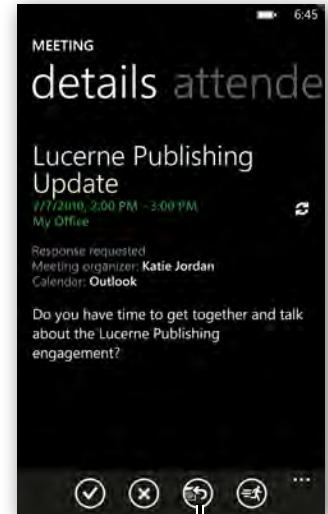 6:45
MEETING
details attende
Lucerne Publishing
Update
7/7/2010, 2:00 PM - 3:00 PM
My Office
Response requested
Meeting organizer: Katie Jordan
Calendar: Outlook
Do you have time to get together and talk
about the Lucerne Publishing
engagement?
...